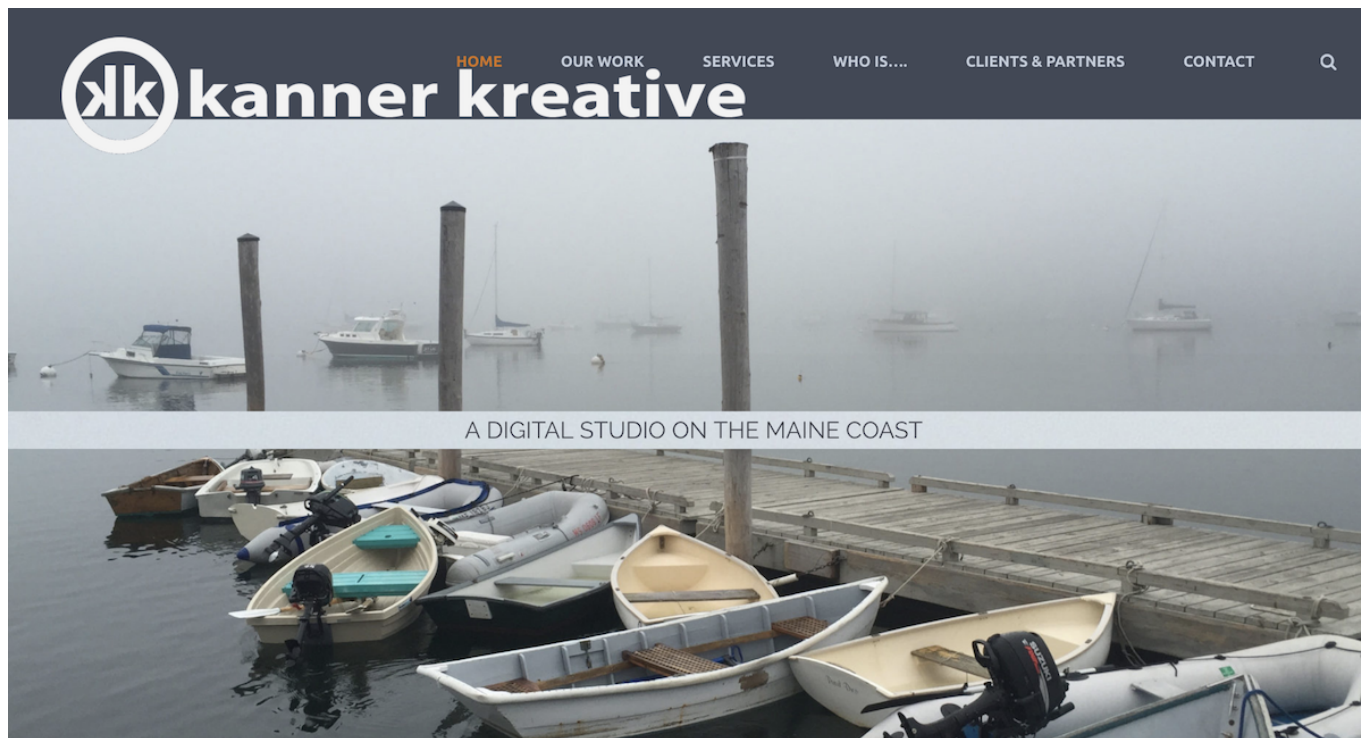 HOME OUR WORK SERVICES WHO IS.... CLIENTS & PARTNERS CONTACT
kk kanner kreative
A DIGITAL STUDIO ON THE MAINE COAST
SUZUKI